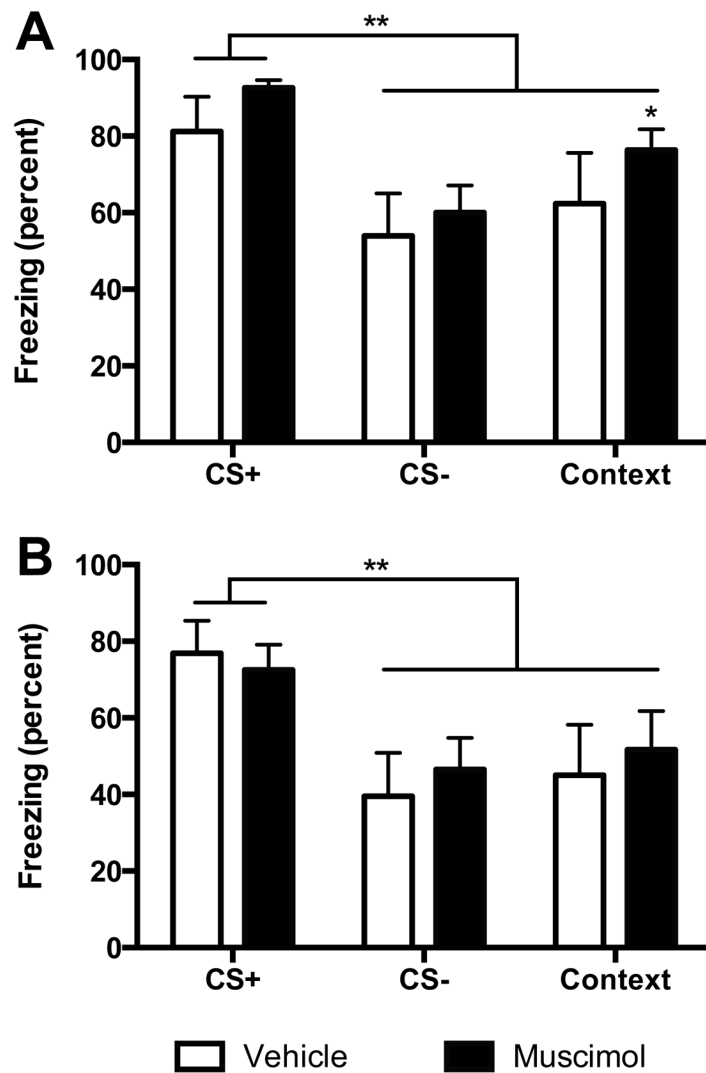 A
**
Freezing (percent)
100
80
60
40
20
0
*
CS+ CS- Context
B
**
Freezing (percent)
100
80
60
40
20
0
CS+ CS- Context
Vehicle Muscimol